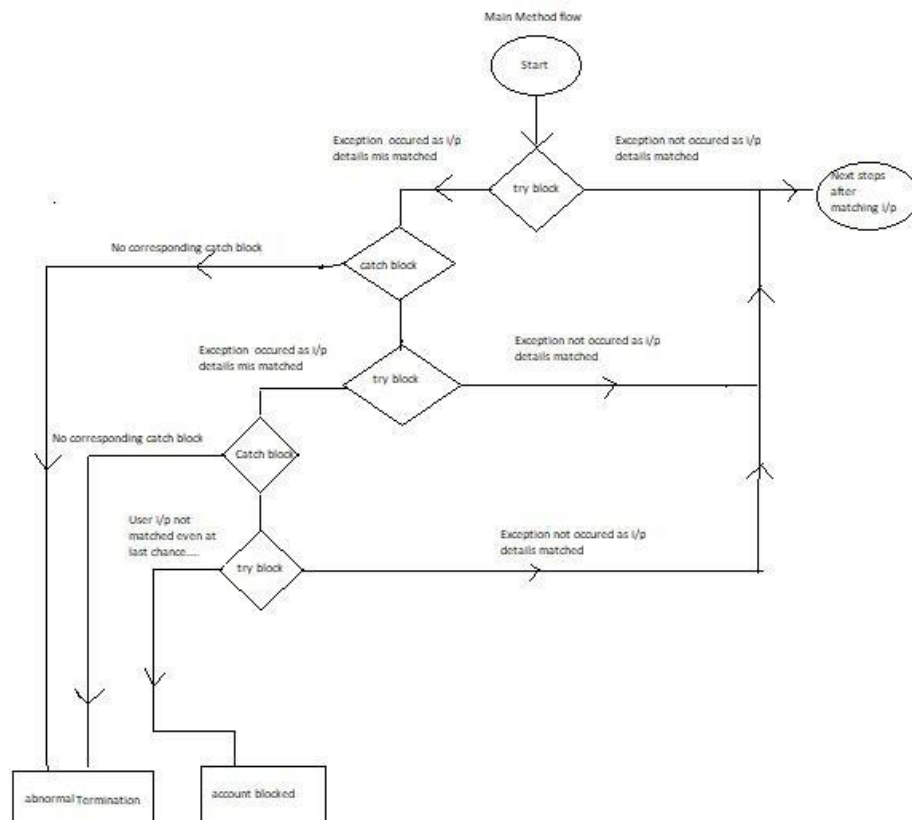 Main Method flow
Start
Exception occured as i/p
details mis matched
Exception not occured as i/p
details matched
try block
Next steps
after
matching i/p
No corresponding catch block
catch block
Exception occured as i/p
details mis matched
try block
Exception not occured as i/p
details matched
No corresponding catch block
Catch block
User i/p not
matched even at
last chance.....
try block
Exception not occured as i/p
details matched
abnormal Termination
account blocked